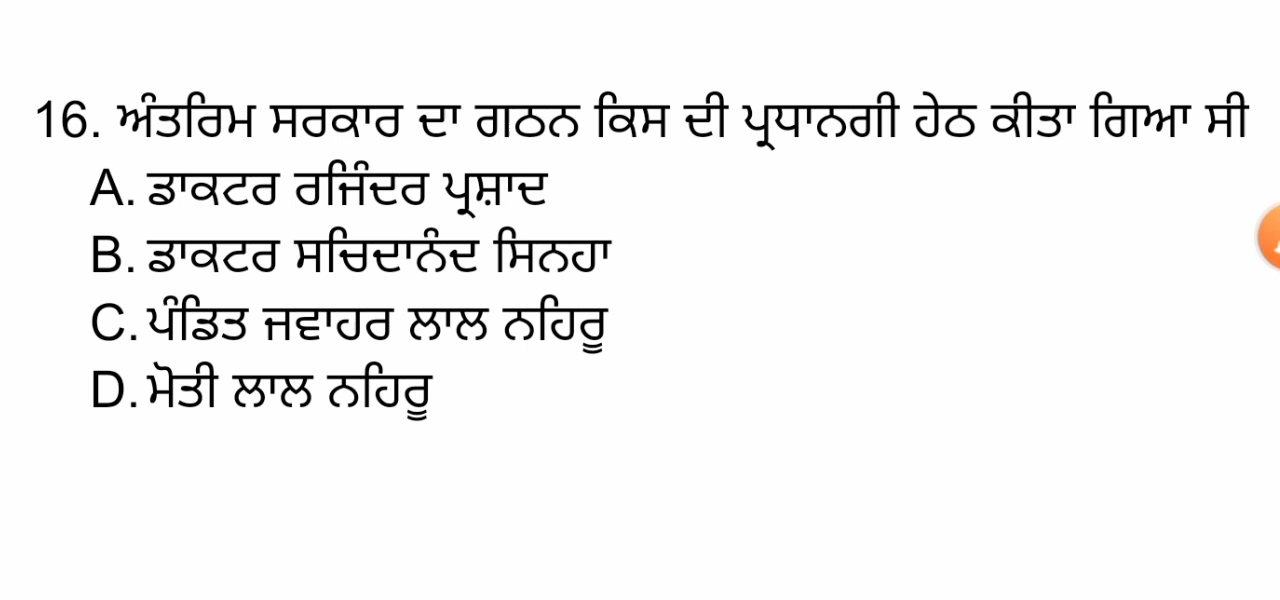 16. ਅੰਤਰਿਮ ਸਰਕਾਰ ਦਾ ਗਠਨ ਕਿਸ ਦੀ ਪ੍ਰਧਾਨਗੀ ਹੇਠ ਕੀਤਾ ਗਿਆ ਸੀ
A. ਡਾਕਟਰ ਰਜਿੰਦਰ ਪ੍ਰਸ਼ਾਦ
B. ਡਾਕਟਰ ਸਚਿਦਾਨੰਦ ਸਿਨਹਾ
C. ਪੰਡਿਤ ਜਵਾਹਰ ਲਾਲ ਨਹਿਰੂ
D. ਮੋਤੀ ਲਾਲ ਨਹਿਰੂ